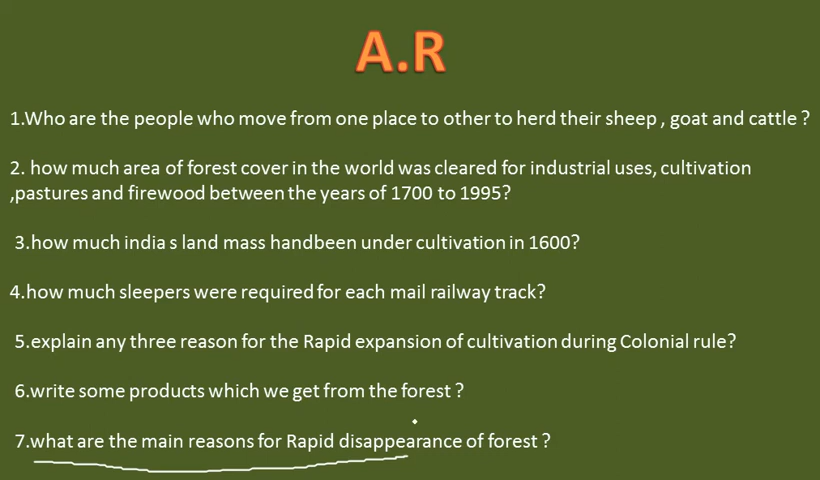 A.R
1.Who are the people who move from one place to other to herd their sheep , goat and cattle ?
2. how much area of forest cover in the world was cleared for industrial uses, cultivation
,pastures and firewood between the years of 1700 to 1995?
3.how much india s land mass handbeen under cultivation in 1600?
4.how much sleepers were required for each mail railway track?
5.explain any three reason for the Rapid expansion of cultivation during Colonial rule?
6.write some products which we get from the forest ?
7.what are the main reasons for Rapid disappearance of forest ?